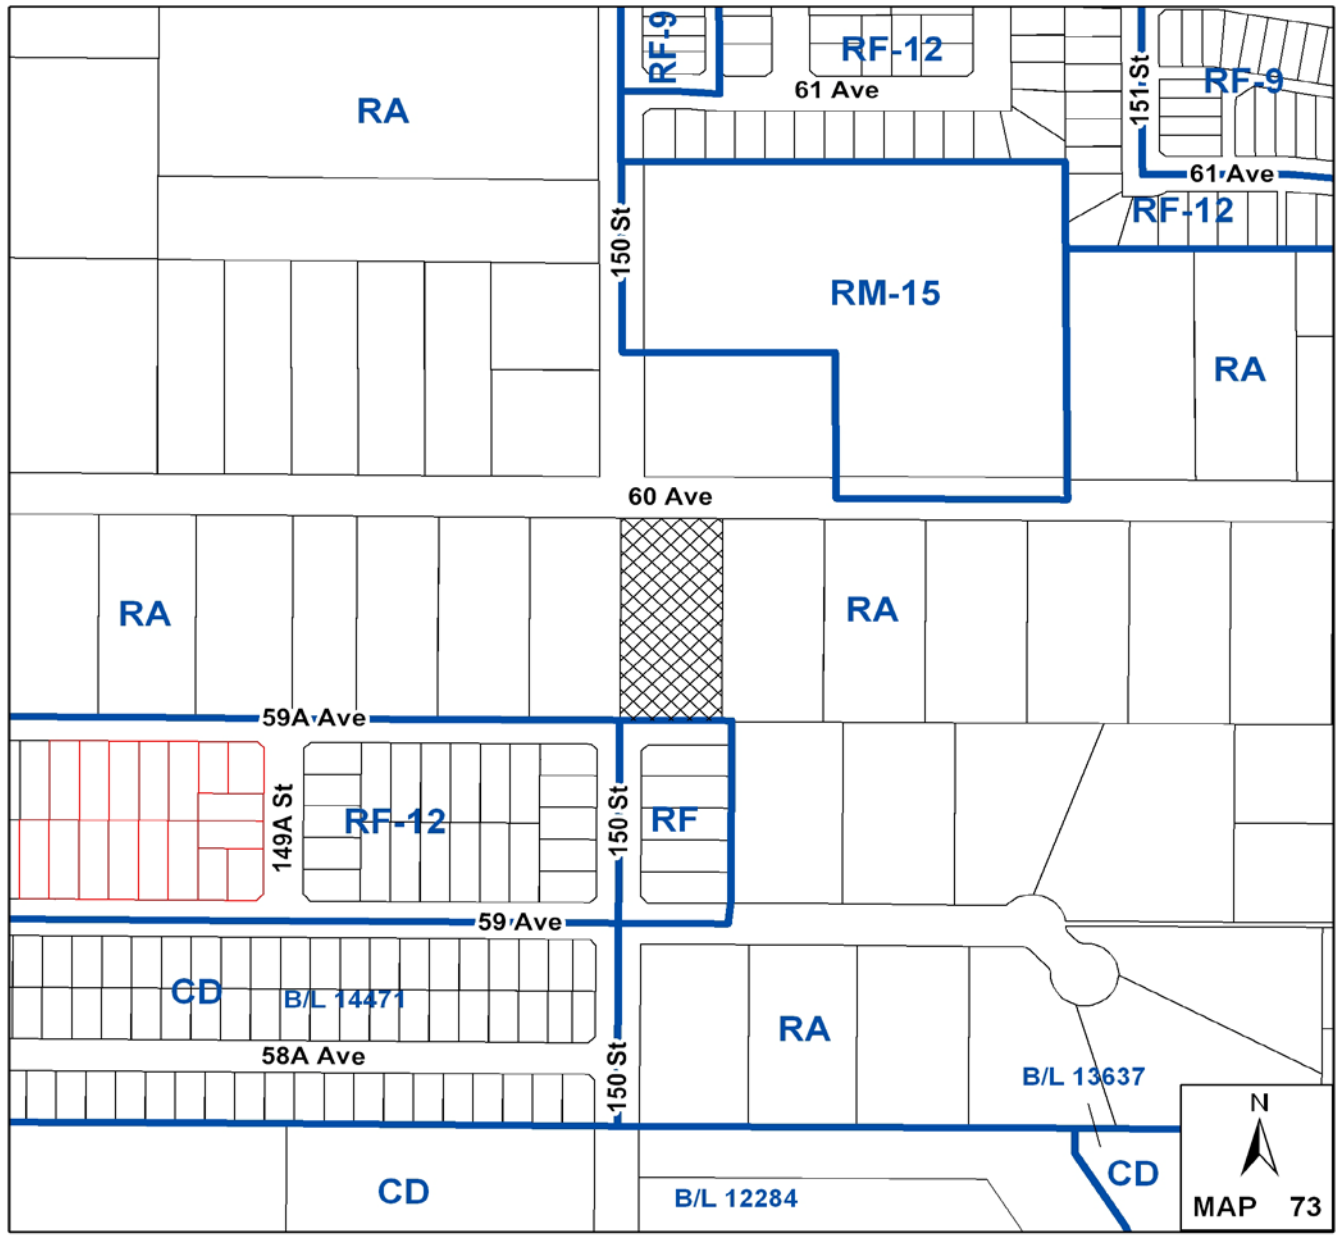 RF-9
RF-12
61 Ave
151 St
RF-9
RA
61 Ave
RF-12
150 St
RM-15
RA
60 Ave
RA
RA
59A Ave
149A St
RF-12
150 St
RF
59 Ave
CD
B/L 14471
RA
58A Ave
150 St
B/L 13637
N
CD
CD
B/L 12284
MAP 73